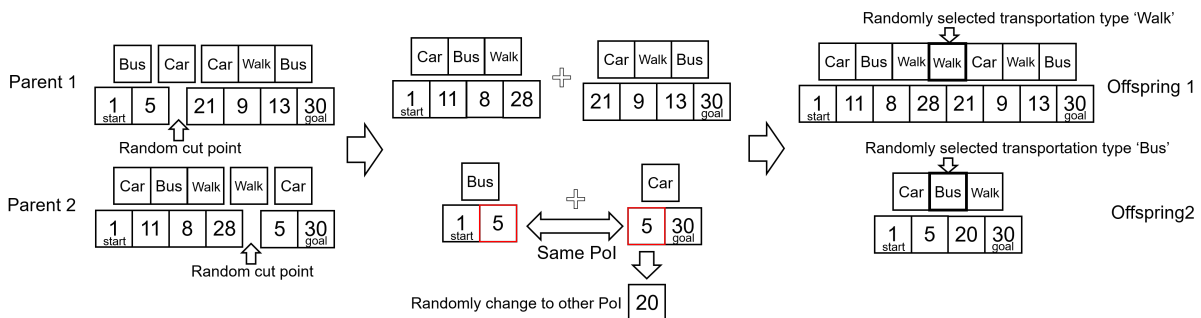 Parent 1
Bus Car Car Walk Bus
1 5 21 9 13 30
start goal
Random cut point
Parent 2
Car Bus Walk Walk Car
1 11 8 28 5 30
start goal
Random cut point
Car Bus Walk
1 11 8 28
start
Car Walk Bus
21 9 13 30
goal
Bus
1 5
start
Car
5 30
goal
Same PoI
Randomly change to other PoI 20
Randomly selected transportation type ‘Walk’
Car Bus Walk Walk Car Walk Bus
1 11 8 28 21 9 13 30
start goal
Offspring 1
Randomly selected transportation type ‘Bus’
Car Bus Walk
1 5 20 30
start goal
Offspring2